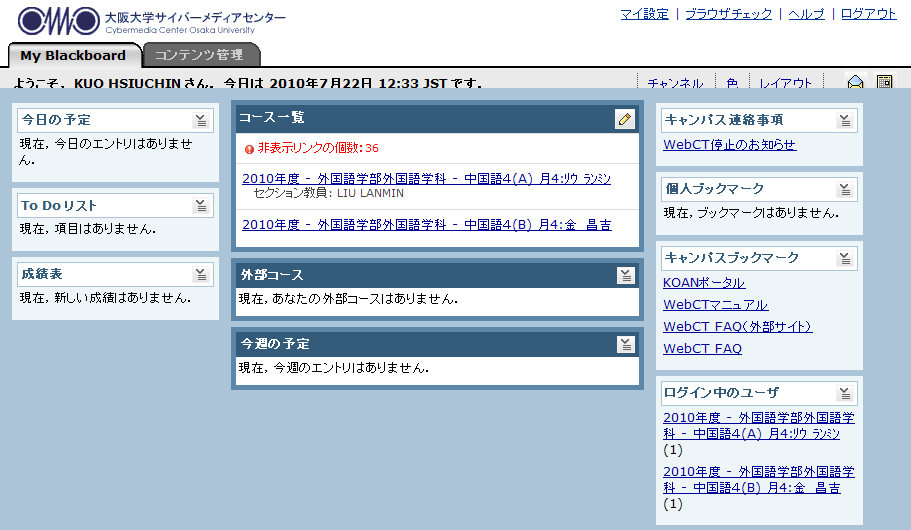 大阪大学サイバーメディアセンター
Cybermedia Center Osaka University
マイ設定 | ブラウザチェック | ヘルプ | ログアウト
My Blackboard
コンテンツ管理
ようこそ, KUO HSIUCHINさん. 今日は 2010年7月22日 12:33 JSTです.
チャンネル
色
レイアウト
今日の予定
現在, 今日のエントリはありませ
ん.
To Do リスト
現在, 項目はありません.
成績表
現在, 新しい成績はありません.
コース一覧
非表示リンクの個数: 36
2010年度 - 外国語学部外国語学科 - 中国語4(A) 月4:ﾘｳ ﾗﾝﾐﾝ
セクション教員: LIU LANMIN
2010年度 - 外国語学部外国語学科 - 中国語4(B) 月4:金 昌吉
外部コース
現在, あなたの外部コースはありません.
今週の予定
現在, 今週のエントリはありません.
キャンパス連絡事項
WebCT停止のお知らせ
個人ブックマーク
現在, ブックマークはありません.
キャンパスブックマーク
KOANポータル
WebCTマニュアル
WebCT FAQ(外部サイト)
WebCT FAQ
ログイン中のユーザ
2010年度 - 外国語学部外国語学
科 - 中国語4(A) 月4:ﾘｳ ﾗﾝﾐﾝ
(1)
2010年度 - 外国語学部外国語学
科 - 中国語4(B) 月4:金 昌吉
(1)